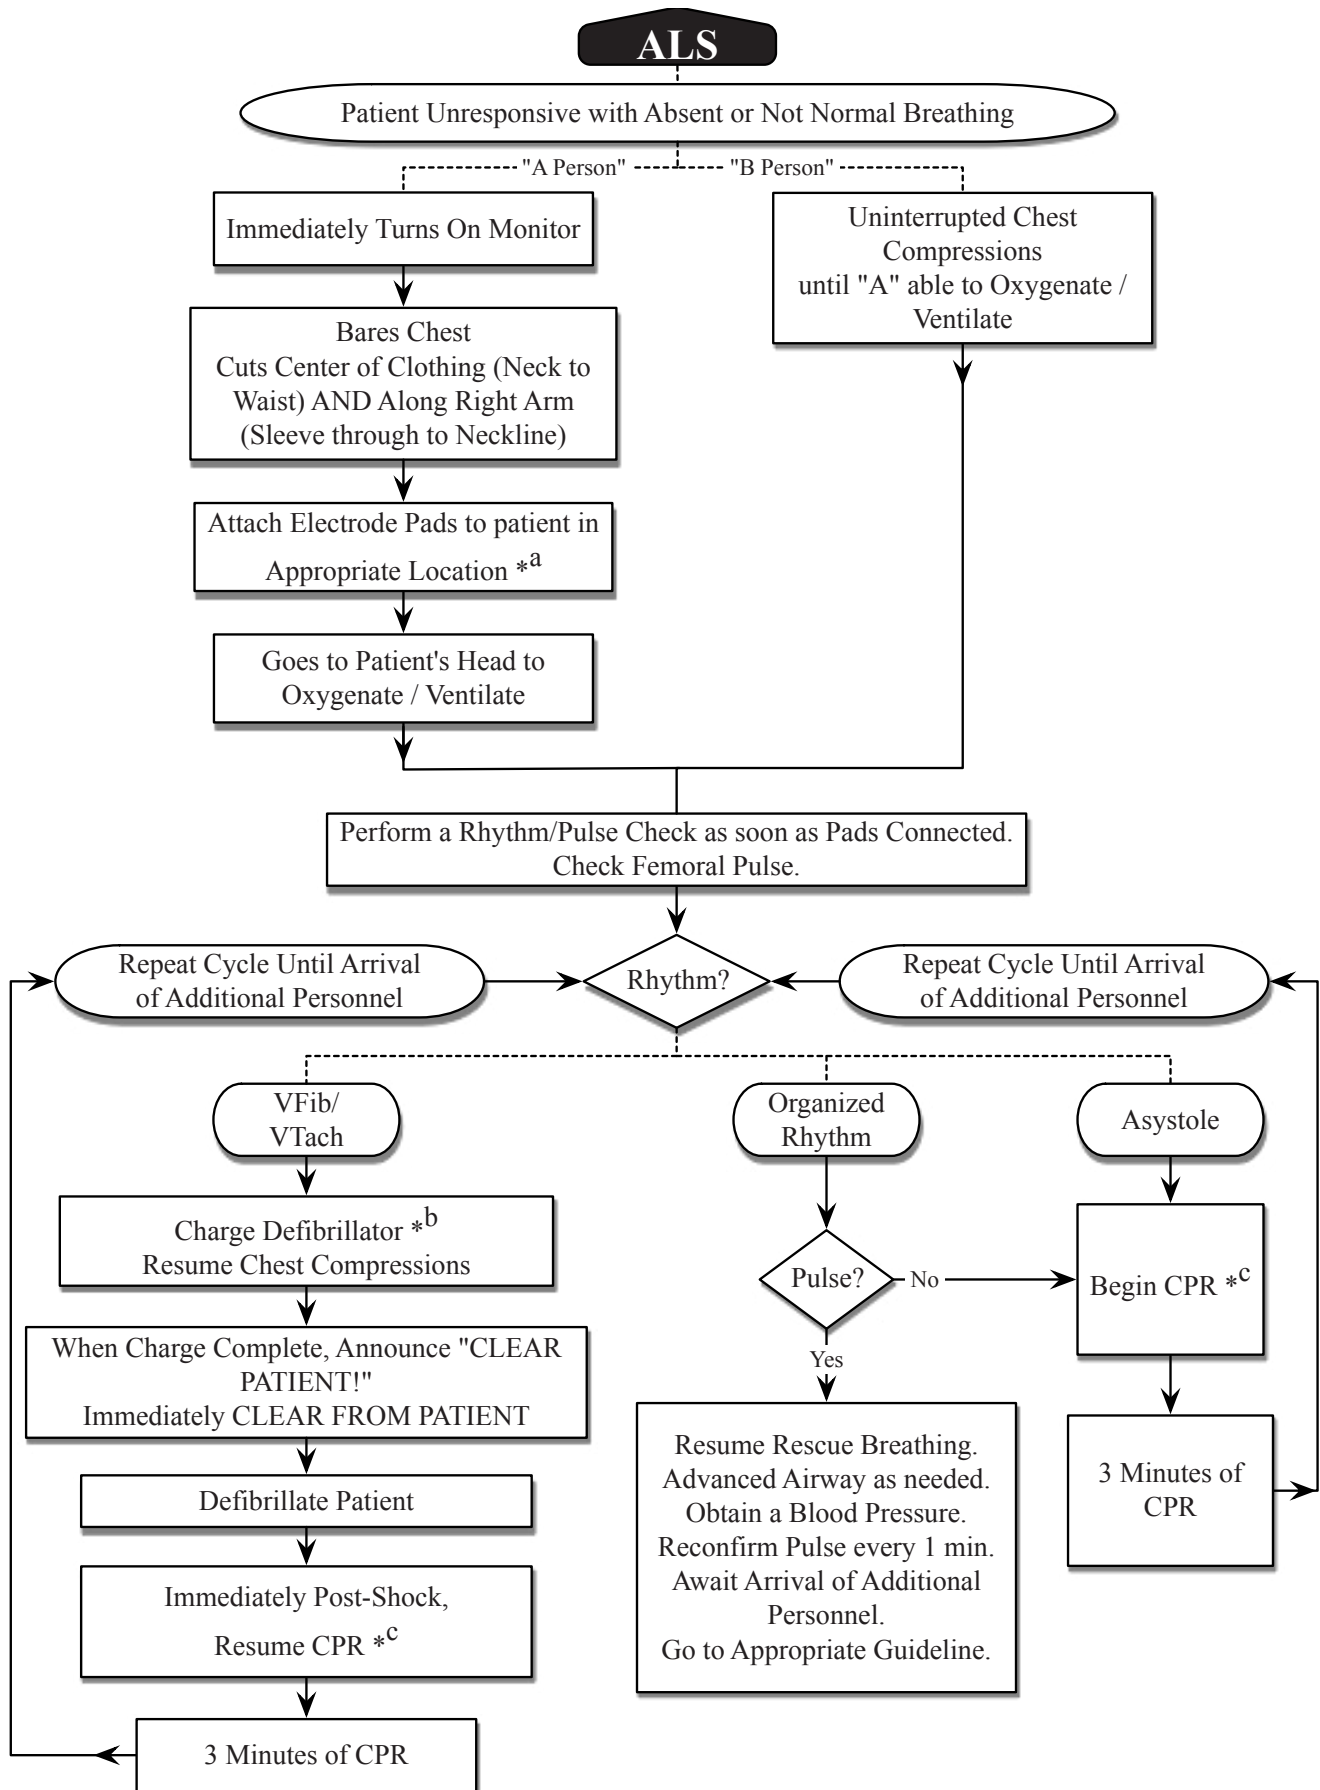 ALS
Patient Unresponsive with Absent or Not Normal Breathing
"A Person"
"B Person"
Immediately Turns On Monitor
Uninterrupted Chest
Compressions
until "A" able to Oxygenate /
Ventilate
Bares Chest
Cuts Center of Clothing (Neck to
Waist) AND Along Right Arm
(Sleeve through to Neckline)
Attach Electrode Pads to patient in
Appropriate Location *a
Goes to Patient's Head to
Oxygenate / Ventilate
Perform a Rhythm/Pulse Check as soon as Pads Connected.
Check Femoral Pulse.
Repeat Cycle Until Arrival
of Additional Personnel
Rhythm?
Repeat Cycle Until Arrival
of Additional Personnel
VFib/
VTach
Organized
Rhythm
Asystole
Charge Defibrillator *b
Resume Chest Compressions
Pulse?
No
Begin CPR *c
When Charge Complete, Announce "CLEAR
PATIENT!"
Immediately CLEAR FROM PATIENT
Yes
Defibrillate Patient
Resume Rescue Breathing.
Advanced Airway as needed.
Obtain a Blood Pressure.
Reconfirm Pulse every 1 min.
Await Arrival of Additional
Personnel.
Go to Appropriate Guideline.
3 Minutes of
CPR
Immediately Post-Shock,
Resume CPR *c
3 Minutes of CPR